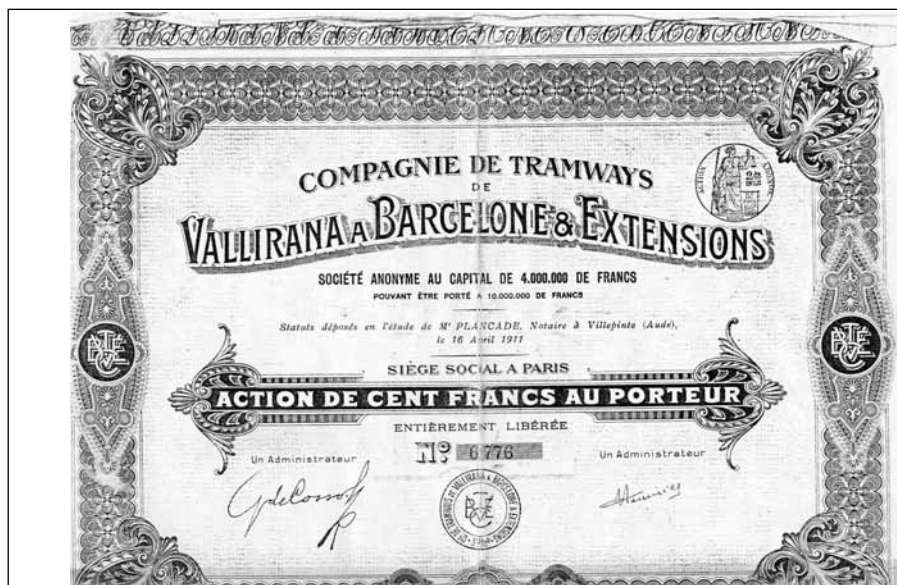 COMPAGNIE DE TRAMWAYS
DE
VALLIRANA A BARCELONE & EXTENSIONS
SOCIÉTÉ ANONYME AU CAPITAL DE 4.000.000 DE FRANCS
POUVANT ÊTRE PORTÉ A 10.000.000 DE FRANCS
Statuts déposés en l'étude de Mᵉ PLANCADE, Notaire à Villepinte (Aude),
le 16 Avril 1911
SIÈGE SOCIAL A PARIS
ACTION DE CENT FRANCS AU PORTEUR
ENTIÈREMENT LIBÉRÉE
Nº 6776
Un Administrateur
Un Administrateur